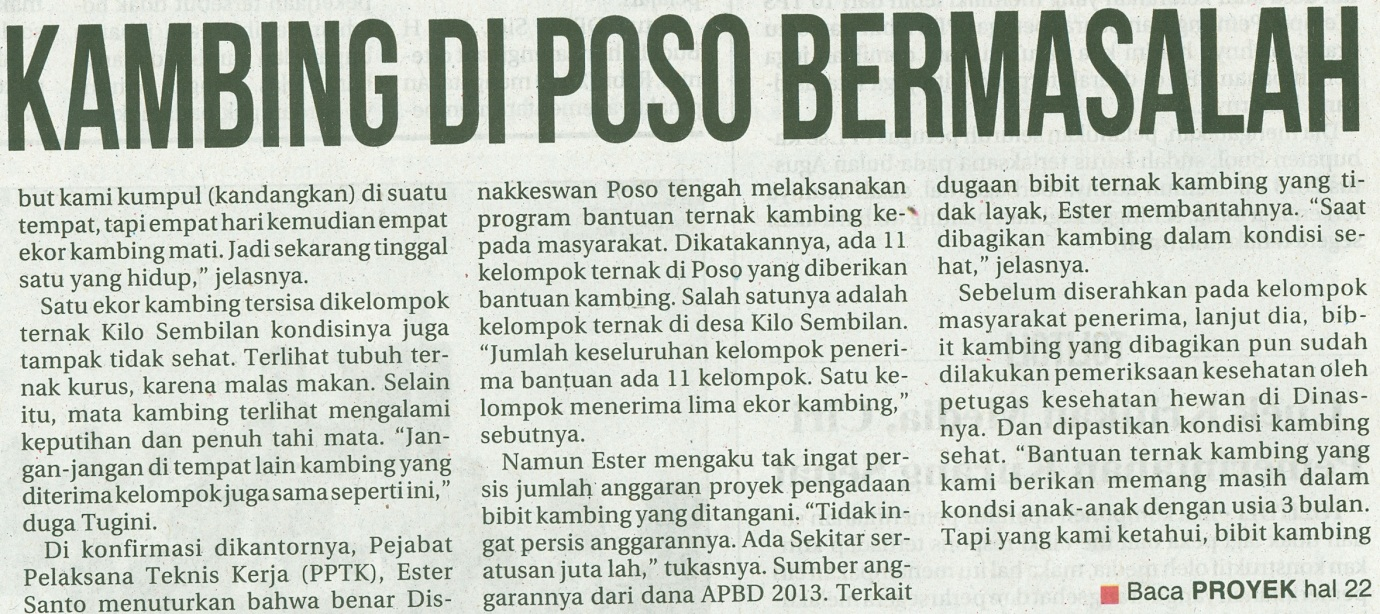 KAMBING DI POSO BERMASALAH
but kami kumpul (kandangkan) di suatu
tempat, tapi empat hari kemudian empat
ekor kambing mati. Jadi sekarang tinggal
satu yang hidup,” jelasnya.
Satu ekor kambing tersisa dikelompok
ternak Kilo Sembilan kondisinya juga
tampak tidak sehat. Terlihat tubuh ter-
nak kurus, karena malas makan. Selain
itu, mata kambing terlihat mengalami
keputihan dan penuh tahi mata. “Jan-
gan-jangan di tempat lain kambing yang
diterima kelompok juga sama seperti ini,”
duga Tugini.
Di konfirmasi dikantornya, Pejabat
Pelaksana Teknis Kerja (PPTK), Ester
Santo menuturkan bahwa benar Dis-
nakkeswan Poso tengah melaksanakan
program bantuan ternak kambing ke-
pada masyarakat. Dikatakannya, ada 11
kelompok ternak di Poso yang diberikan
bantuan kambing. Salah satunya adalah
kelompok ternak di desa Kilo Sembilan.
“Jumlah keseluruhan kelompok peneri-
ma bantuan ada 11 kelompok. Satu ke-
lompok menerima lima ekor kambing,”
sebutnya.
Namun Ester mengaku tak ingat per-
sis jumlah anggaran proyek pengadaan
bibit kambing yang ditangani. “Tidak in-
gat persis anggarannya. Ada Sekitar ser-
atusan juta lah,” tukasnya. Sumber ang-
garannya dari dana APBD 2013. Terkait
dugaan bibit ternak kambing yang ti-
dak layak, Ester membantahnya. “Saat
dibagikan kambing dalam kondisi se-
hat,” jelasnya.
Sebelum diserahkan pada kelompok
masyarakat penerima, lanjut dia, bib-
it kambing yang dibagikan pun sudah
dilakukan pemeriksaan kesehatan oleh
petugas kesehatan hewan di Dinas-
nya. Dan dipastikan kondisi kambing
sehat. “Bantuan ternak kambing yang
kami berikan memang masih dalam
kondsi anak-anak dengan usia 3 bulan.
Tapi yang kami ketahui, bibit kambing
Baca PROYEK hal 22